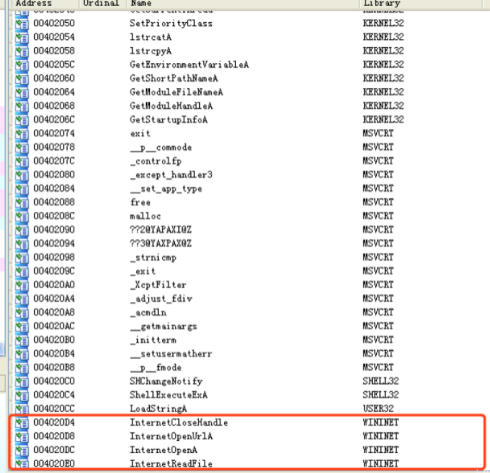 Address Ordinal Name Library
00402050 SetPriorityClass KERNEL32
00402054 lstrcatA KERNEL32
00402058 lstrcpyA KERNEL32
0040205C GetEnvironmentVariableA KERNEL32
00402060 GetShortPathNameA KERNEL32
00402064 GetModuleFileNameA KERNEL32
00402068 GetModuleHandleA KERNEL32
0040206C GetStartupInfoA KERNEL32
00402074 exit MSVCRT
00402078 __p__commode MSVCRT
0040207C _controlfp MSVCRT
00402080 _except_handler3 MSVCRT
00402084 __set_app_type MSVCRT
00402088 free MSVCRT
0040208C malloc MSVCRT
00402090 ??2@YAPAXI@Z MSVCRT
00402094 ??3@YAXPAX@Z MSVCRT
00402098 _strnicmp MSVCRT
0040209C _exit MSVCRT
004020A0 _XcptFilter MSVCRT
004020A4 _adjust_fdiv MSVCRT
004020A8 _acmdln MSVCRT
004020AC __getmainargs MSVCRT
004020B0 _initterm MSVCRT
004020B4 __setusermatherr MSVCRT
004020B8 __p__fmode MSVCRT
004020C0 SHChangeNotify SHELL32
004020C4 ShellExecuteExA SHELL32
004020CC LoadStringA USER32
004020D4 InternetCloseHandle WININET
004020D8 InternetOpenUrlA WININET
004020DC InternetOpenA WININET
004020E0 InternetReadFile WININET